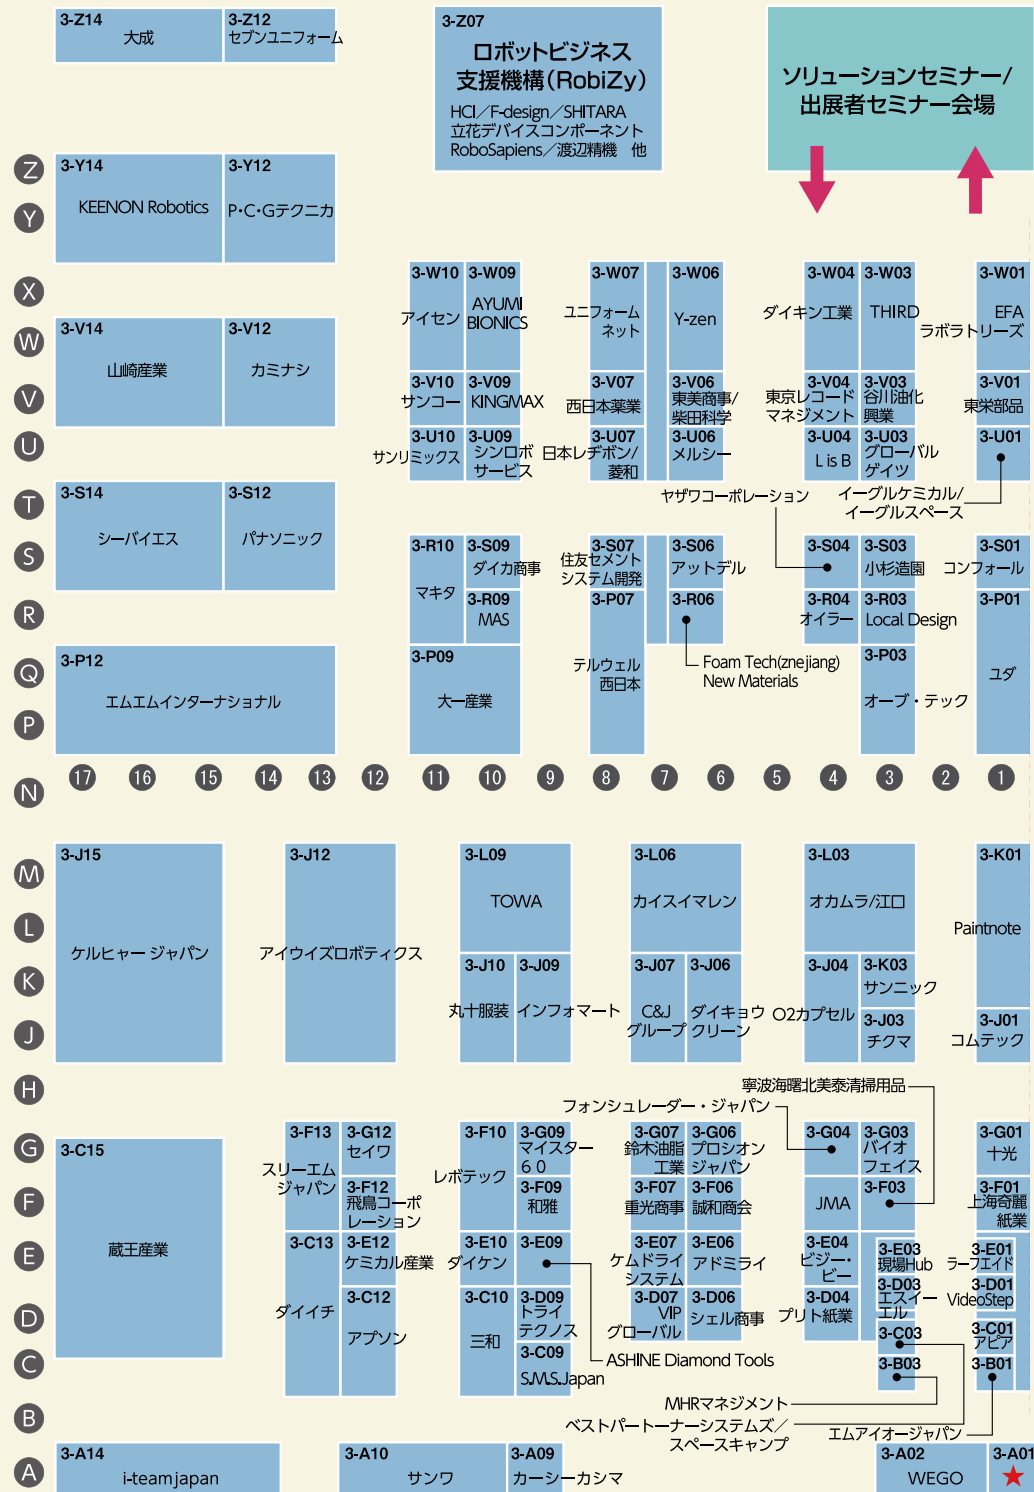 3-Z14
大成
3-Z12
セブンユニフォーム
3-Z07
ロボットビジネス
支援機構(RobiZy)
HCI／F-design／SHITARA
立花デバイスコンポーネント
RoboSapiens／渡辺精機　他
ソリューションセミナー/
出展者セミナー会場
Z
Y
3-Y14
KEENON Robotics
3-Y12
P・C・Gテクニカ
X
W
V
U
3-W10
アイセン
3-W09
AYUMI
BIONICS
3-W07
ユニフォーム
ネット
3-W06
Y-zen
3-W04
ダイキン工業
3-W03
THIRD
3-W01
EFA
ラボラトリーズ
3-V14
山崎産業
3-V12
カミナシ
3-V10
サンコー
3-V09
KINGMAX
3-V07
西日本薬業
3-V06
東美商事/
柴田科学
3-V04
東京レコード
マネジメント
3-V03
谷川油化
興業
3-V01
東栄部品
3-U10
サンリミックス
3-U09
シンロボ
サービス
3-U07
日本レヂボン/
菱和
3-U06
メルシー
3-U04
L is B
3-U03
グローバル
ゲイツ
3-U01
ヤザワコーポレーション
イーグルケミカル/
イーグルスペース
T
S
R
3-S14
シーバイエス
3-S12
パナソニック
3-R10
マキタ
3-S09
ダイカ商事
3-R09
MAS
3-S07
住友セメント
システム開発
3-S06
アットデル
3-S04
3-S03
小杉造園
3-S01
コンフォール
3-P07
テルウェル
西日本
3-R06
Foam Tech(znejiang)
New Materials
3-R04
オイラー
3-R03
Local Design
3-P01
ユダ
Q
P
3-P12
エムエムインターナショナル
3-P09
大一産業
3-P03
オーブ・テック
17
16
15
14
13
12
11
10
9
8
7
6
5
4
3
2
1
N
M
L
K
J
3-J15
ケルヒャー ジャパン
3-J12
アイウイズロボティクス
3-L09
TOWA
3-L06
カイスイマレン
3-L03
オカムラ/江口
3-K01
Paintnote
3-J10
丸十服装
3-J09
インフォマート
3-J07
C&J
グループ
3-J06
ダイキョウ
クリーン
3-J04
O2カプセル
3-K03
サンニック
3-J03
チクマ
3-J01
コムテック
H
寧波海曙北美泰清掃用品
フォンシュレーダー・ジャパン
G
F
E
D
C
3-C15
蔵王産業
3-F13
スリーエム
ジャパン
3-G12
セイワ
3-F12
飛鳥コーポ
レーション
3-F10
レボテック
3-G09
マイスター
６０
3-F09
和雅
3-G07
鈴木油脂
工業
3-G06
プロシオン
ジャパン
3-F07
重光商事
3-F06
誠和商会
3-G04
3-G03
バイオ
フェイス
JMA
3-F03
3-G01
十光
3-F01
上海奇麗
紙業
3-C13
ダイイチ
3-E12
ケミカル産業
3-C12
アプソン
3-E10
ダイケン
3-E09
3-C10
三和
3-D09
トライ
テクノス
3-C09
S.M.S.Japan
3-E07
ケムドライ
システム
3-E06
アドミライ
3-D07
VIP
グローバル
3-D06
シェル商事
3-E04
ビジー・
ビー
3-D04
プリト紙業
3-E03
現場Hub
3-D03
エスイー
エル
3-C03
3-B03
3-E01
ラーフエイド
3-D01
VideoStep
3-C01
アピア
3-B01
ASHINE Diamond Tools
MHRマネジメント
ベストパートナーシステムズ／
スペースキャンプ
エムアイオージャパン
B
A
3-A14
i-teamjapan
3-A10
サンワ
3-A09
カーシーカシマ
3-A02
WEGO
3-A01